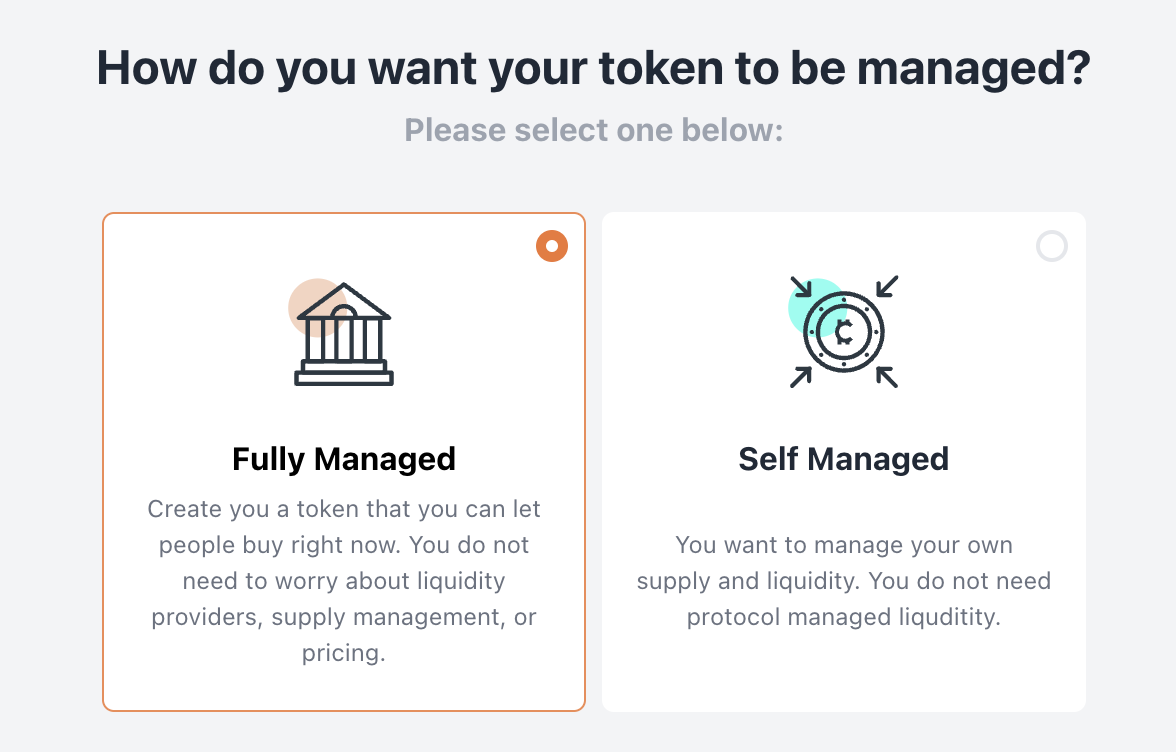 How do you want your token to be managed?
Please select one below:
Fully Managed
Create you a token that you can let
people buy right now. You do not
need to worry about liquidity
providers, supply management, or
pricing.
Self Managed
You want to manage your own
supply and liquidity. You do not need
protocol managed liquditity.